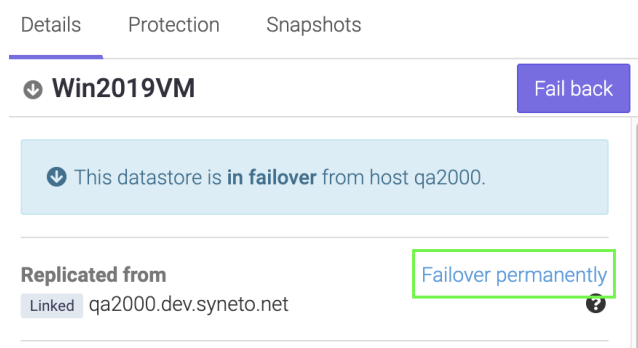 Details Protection Snapshots
Win2019VM
Fail back
This datastore is in failover from host qa2000.
Replicated from
Failover permanently
Linked qa2000.dev.syneto.net
?